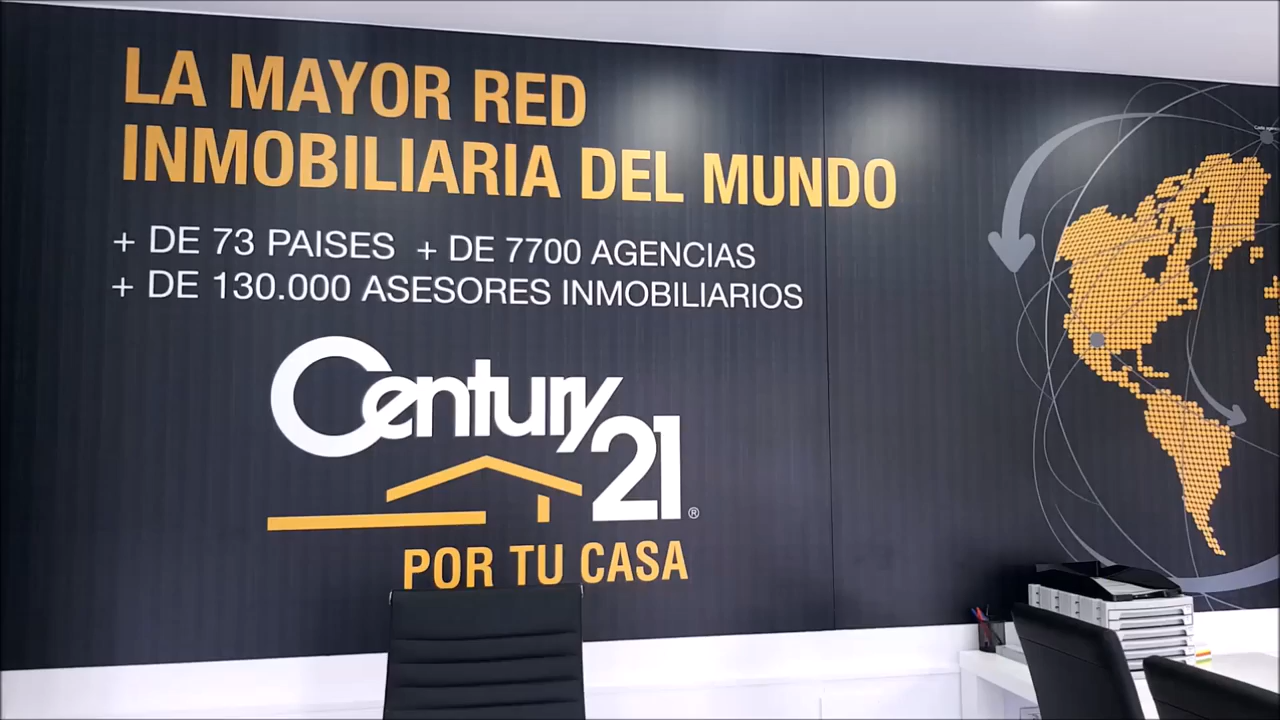 LA MAYOR RED
INMOBILIARIA DEL MUNDO
+ DE 73 PAISES + DE 7700 AGENCIAS
+ DE 130.000 ASESORES INMOBILIARIOS
Century
21®
POR TU CASA